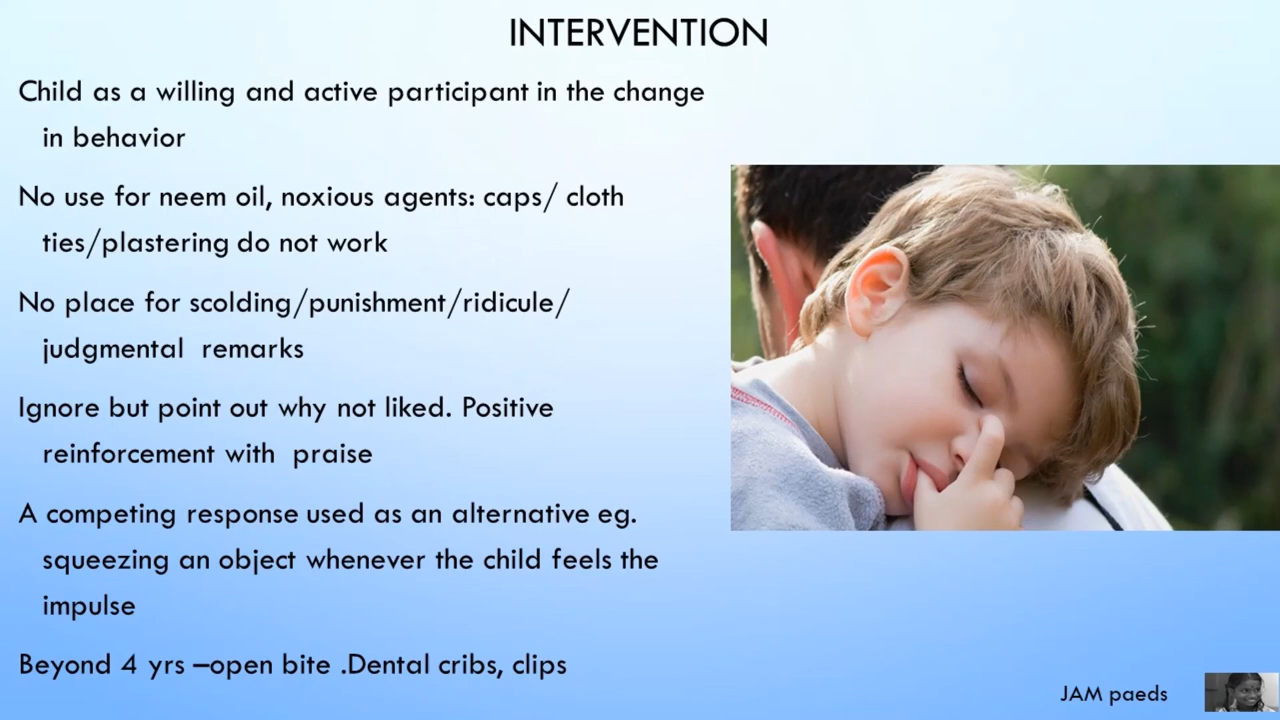 INTERVENTION
Child as a willing and active participant in the change
in behavior
No use for neem oil, noxious agents: caps/ cloth
ties/plastering do not work
No place for scolding/punishment/ridicule/
judgmental remarks
Ignore but point out why not liked. Positive
reinforcement with praise
A competing response used as an alternative eg.
squeezing an object whenever the child feels the
impulse
Beyond 4 yrs –open bite .Dental cribs, clips
JAM paeds